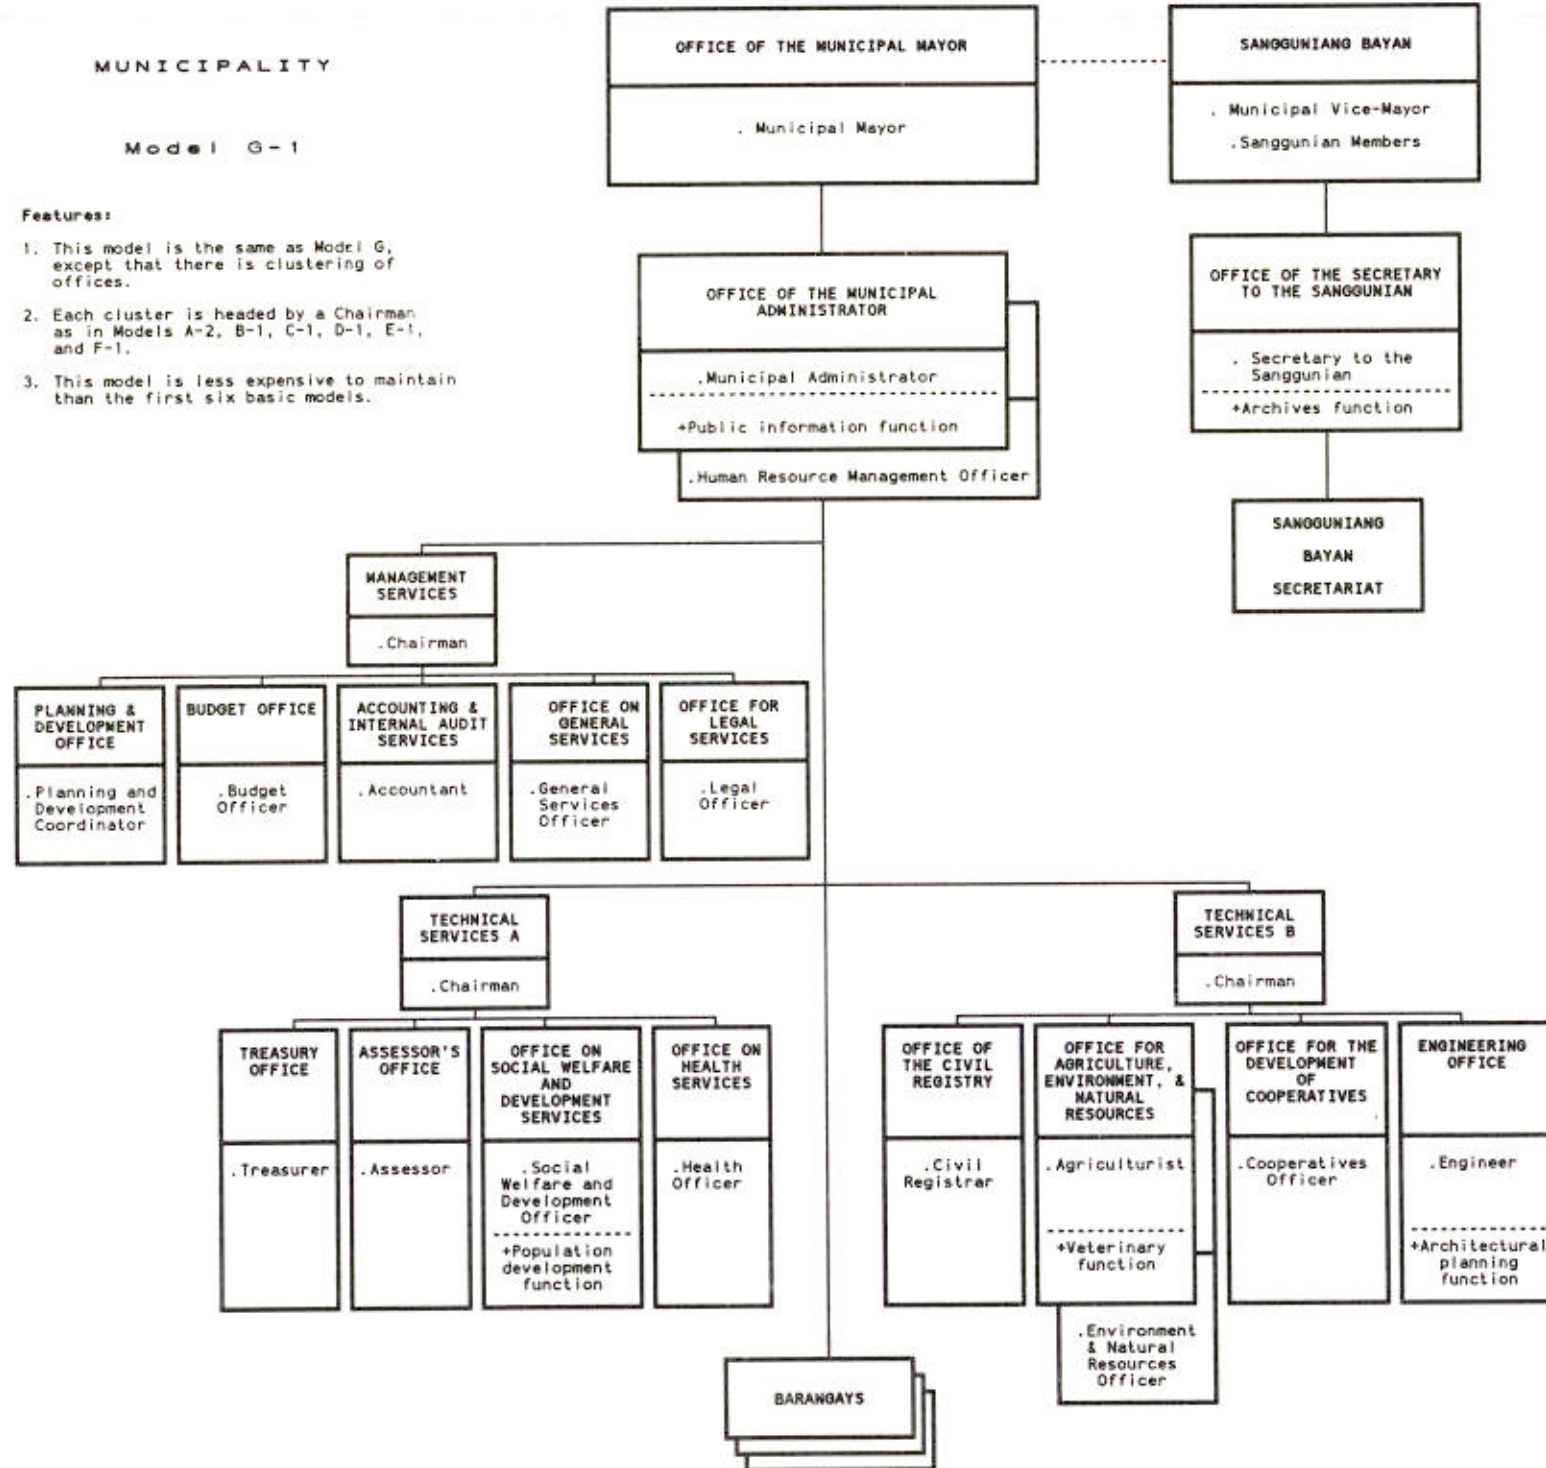 MUNICIPALITY
Model G-1
Features:
1. This model is the same as Model G,
except that there is clustering of
offices.
2. Each cluster is headed by a Chairman
as in Models A-2, B-1, C-1, D-1, E-1,
and F-1.
3. This model is less expensive to maintain
than the first six basic models.
OFFICE OF THE MUNICIPAL MAYOR
. Municipal Mayor
SANGGUNIANG BAYAN
. Municipal Vice-Mayor
.Sanggunian Members
OFFICE OF THE MUNICIPAL
ADMINISTRATOR
.Municipal Administrator
+Public information function
.Human Resource Management Officer
OFFICE OF THE SECRETARY
TO THE SANGGUNIAN
. Secretary to the
Sanggunian
+Archives function
SANGGUNIANG
BAYAN
SECRETARIAT
MANAGEMENT
SERVICES
.Chairman
PLANNING &
DEVELOPMENT
OFFICE
.Planning and
Development
Coordinator
BUDGET OFFICE
.Budget
Officer
ACCOUNTING &
INTERNAL AUDIT
SERVICES
.Accountant
OFFICE ON
GENERAL
SERVICES
.General
Services
Officer
OFFICE FOR
LEGAL
SERVICES
.Legal
Officer
TECHNICAL
SERVICES A
.Chairman
TREASURY
OFFICE
.Treasurer
ASSESSOR'S
OFFICE
.Assessor
OFFICE ON
SOCIAL WELFARE
AND
DEVELOPMENT
SERVICES
.Social
Welfare and
Development
Officer
+Population
development
function
OFFICE ON
HEALTH
SERVICES
.Health
Officer
TECHNICAL
SERVICES B
.Chairman
OFFICE OF
THE CIVIL
REGISTRY
.Civil
Registrar
OFFICE FOR
AGRICULTURE,
ENVIRONMENT, &
NATURAL
RESOURCES
.Agriculturist
+Veterinary
function
.Environment
& Natural
Resources
Officer
OFFICE FOR THE
DEVELOPMENT
OF
COOPERATIVES
.Cooperatives
Officer
ENGINEERING
OFFICE
.Engineer
+Architectural
planning
function
BARANGAYS